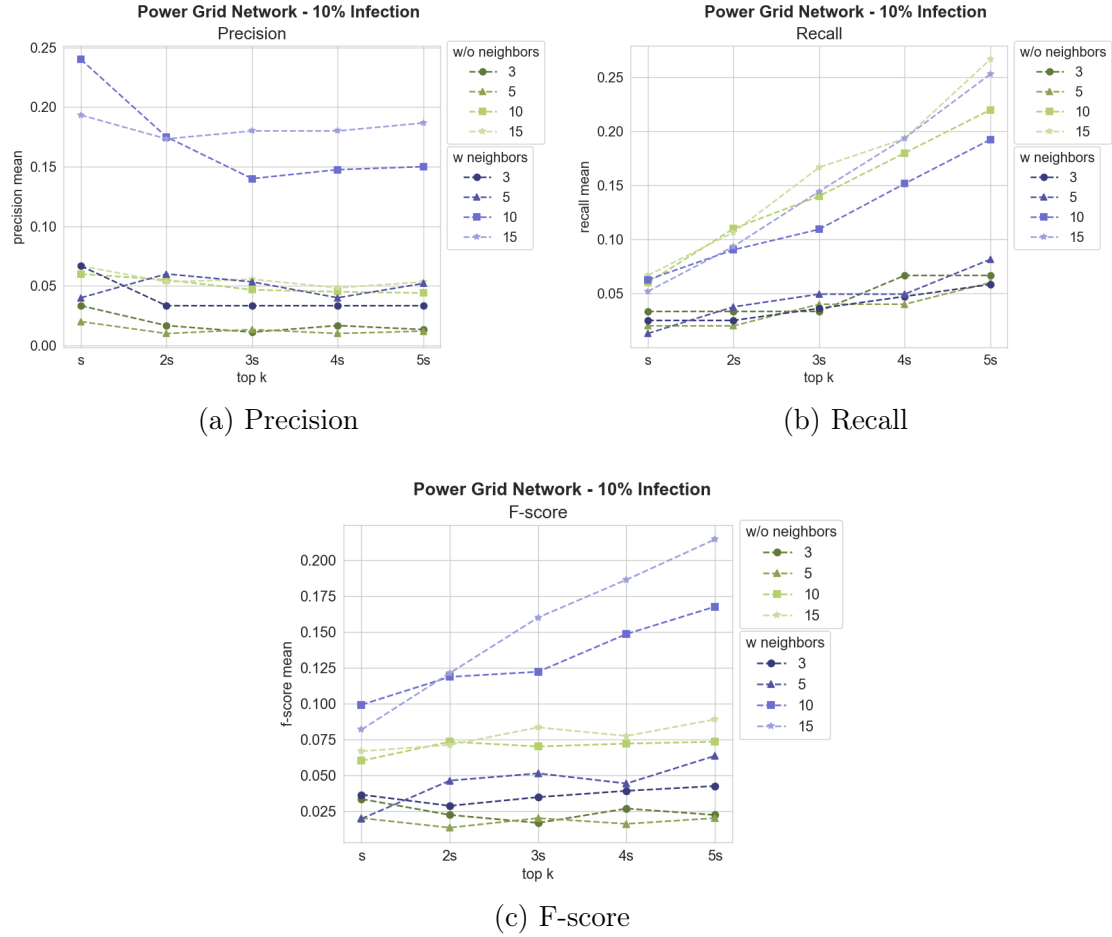 Power Grid Network - 10% Infection
Precision
precision mean
0.25
0.20
0.15
0.10
0.05
0.00
s 2s 3s 4s 5s
top k
w/o neighbors
3
5
10
15
w neighbors
3
5
10
15
(a) Precision
Power Grid Network - 10% Infection
Recall
recall mean
0.25
0.20
0.15
0.10
0.05
s 2s 3s 4s 5s
top k
w/o neighbors
3
5
10
15
w neighbors
3
5
10
15
(b) Recall
Power Grid Network - 10% Infection
F-score
f-score mean
0.200
0.175
0.150
0.125
0.100
0.075
0.050
0.025
s 2s 3s 4s 5s
top k
w/o neighbors
3
5
10
15
w neighbors
3
5
10
15
(c) F-score